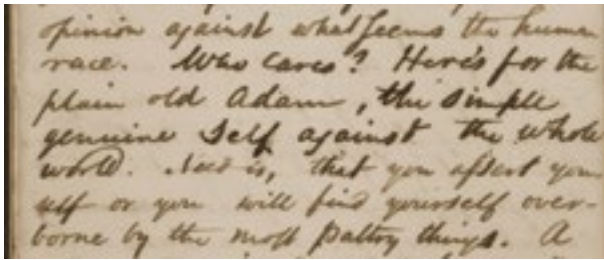 opinion against what seems the human
race. Who cares? Here's for the
plain old Adam, the simple
genuine Self against the whole
world. Need is, that you assert your
self or you will find yourself over-
borne by the most paltry things. A